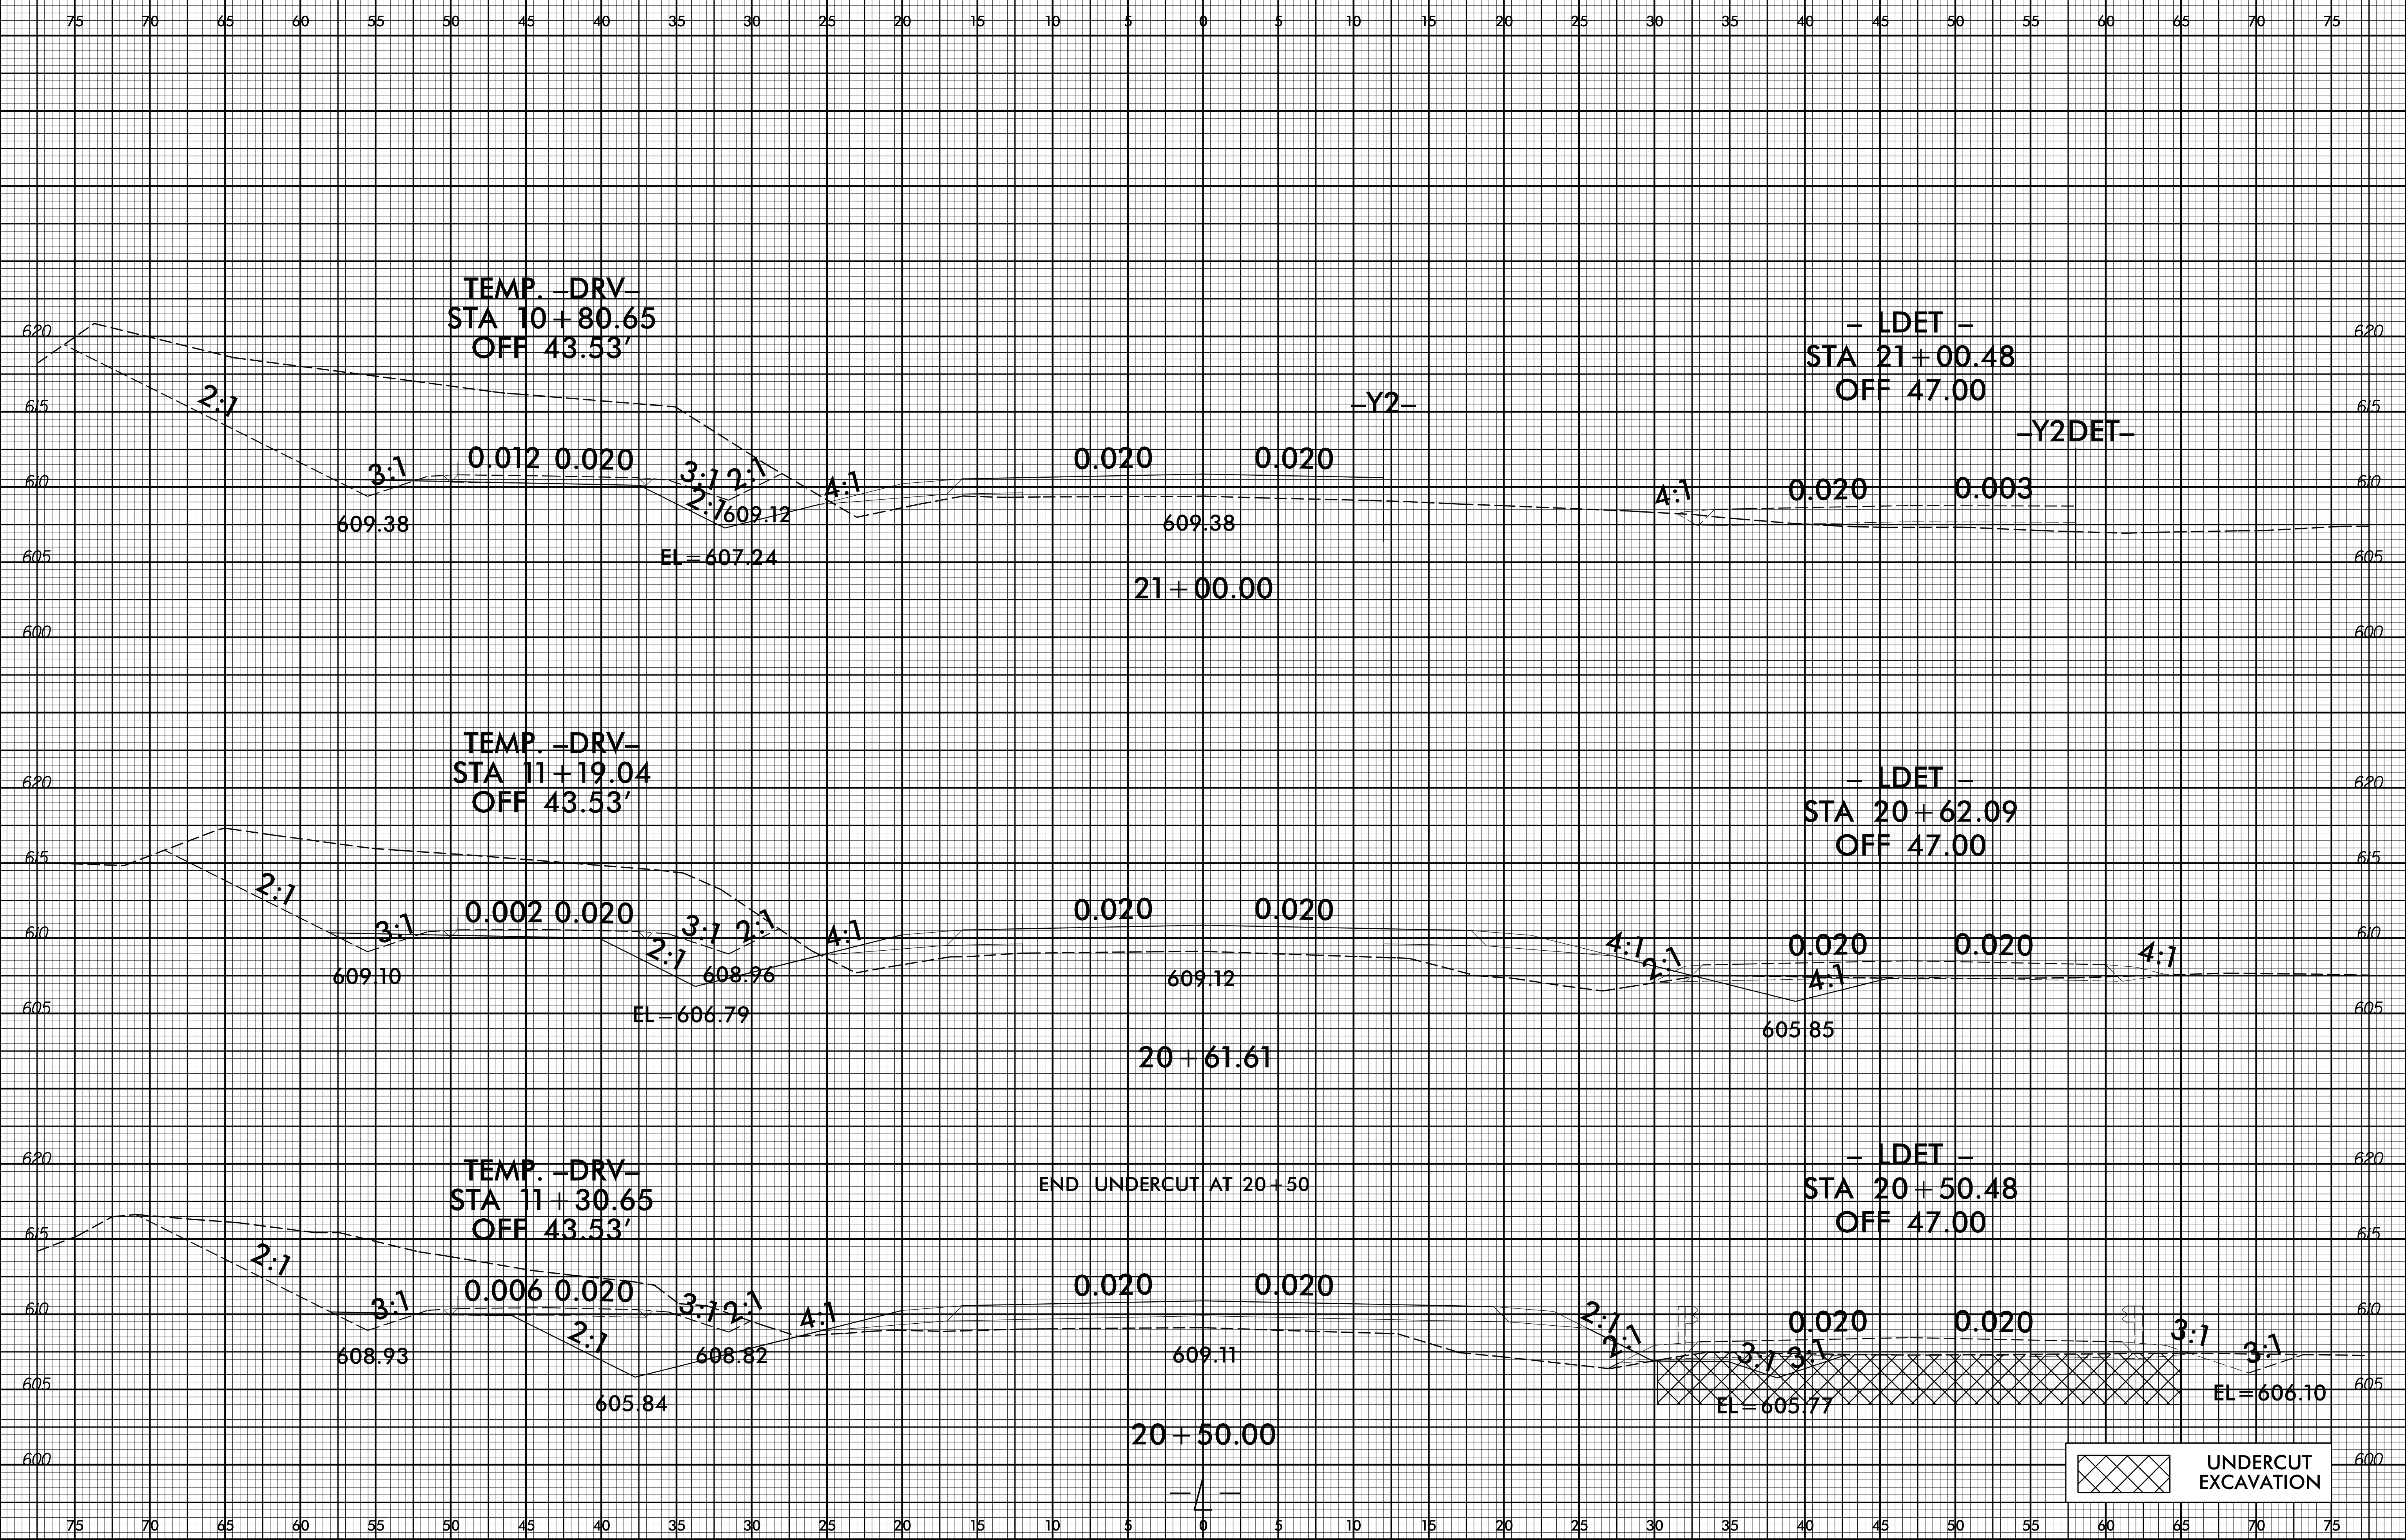 75 70 65 60 55 50 45 40 35 30 25 20 15 10 5 0 5 10 15 20 25 30 35 40 45 50 55 60 65 70 75
TEMP. -DRV-
STA 10+80.65
OFF 43.53'
- LDET -
STA 21+00.48
OFF 47.00
620 620
615 615
2:1
-Y2-
-Y2DET-
3:1 0.012 0.020 3:1 2:1 4:1 0.020 0.020
610 610
2:1 609.12
4:1 0.020 0.003
609.38 609.38
605 605
EL=607.24
21+00.00
600 600
TEMP. -DRV-
STA 11+19.04
OFF 43.53'
- LDET -
STA 20+62.09
OFF 47.00
620 620
615 615
2:1
3:1 0.002 0.020 3:1 2:1 4:1 0.020 0.020
610 610
2:1 4:1 2:1 0.020 0.020 4:1
4:1
609.10 608.96 609.12
605 605
EL=606.79
605.85
20+61.61
620 620
TEMP. -DRV-
STA 11+30.65
OFF 43.53'
END UNDERCUT AT 20+50
- LDET -
STA 20+50.48
OFF 47.00
615 615
2:1
3:1 0.006 0.020 3:1 2:1 4:1 0.020 0.020
610 610
2:1 2:1 2:1 0.020 0.020 3:1
3:1 3:1 3:1
608.93 608.82 609.11
605 605
605.84
EL=605.77
EL=606.10
20+50.00
600 600
UNDERCUT
EXCAVATION
-L-
75 70 65 60 55 50 45 40 35 30 25 20 15 10 5 0 5 10 15 20 25 30 35 40 45 50 55 60 65 70 75